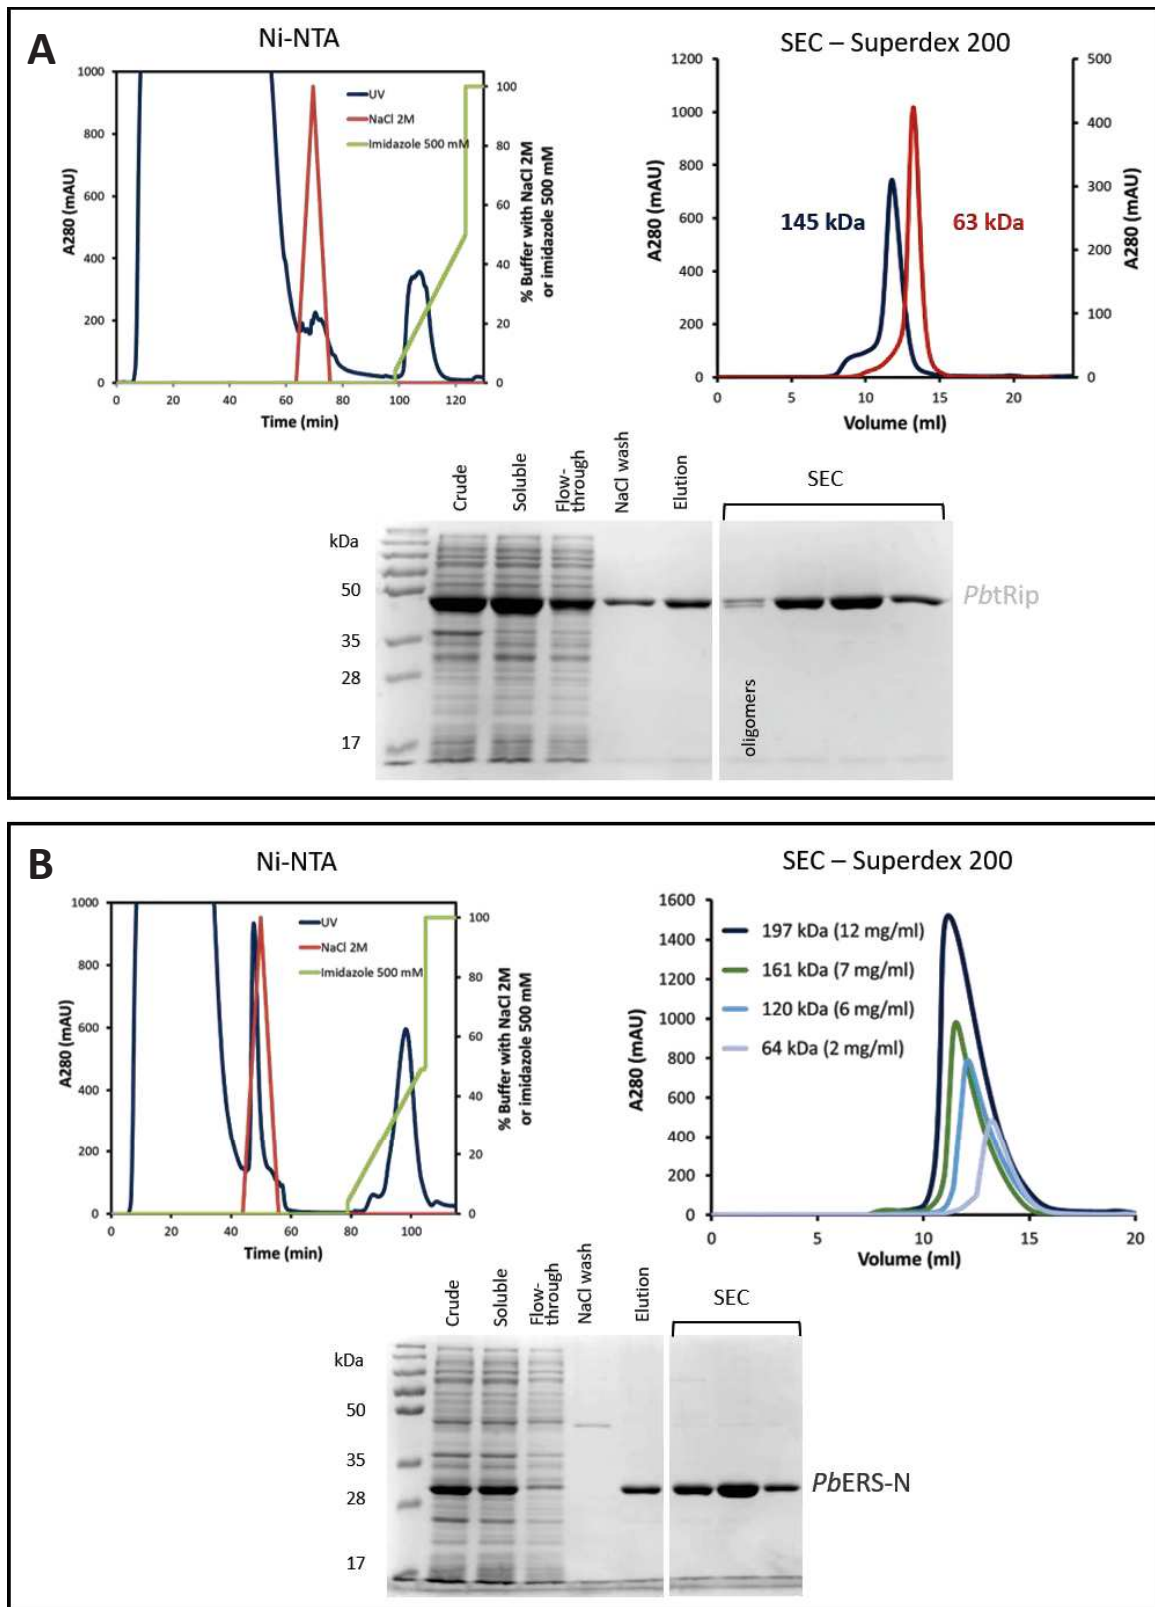 A
Ni-NTA
1000
800
600
400
200
0
A280 (mAU)
0 20 40 60 80 100 120
Time (min)
UV
NaCl 2M
Imidazole 500 mM
100
80
60
40
20
0
% Buffer with NaCl 2M
or imidazole 500 mM
SEC – Superdex 200
1200
1000
800
600
400
200
0
A280 (mAU)
145 kDa
63 kDa
500
400
300
200
100
0
A280 (mAU)
0 5 10 15 20
Volume (ml)
Crude
Soluble
Flow-
through
NaCl wash
Elution
SEC
kDa
50
35
28
17
oligomers
PbtRip
B
Ni-NTA
1000
800
600
400
200
0
A280 (mAU)
0 20 40 60 80 100
Time (min)
UV
NaCl 2M
Imidazole 500 mM
100
80
60
40
20
0
% Buffer with NaCl 2M
or imidazole 500 mM
SEC – Superdex 200
1600
1400
1200
1000
800
600
400
200
0
A280 (mAU)
197 kDa (12 mg/ml)
161 kDa (7 mg/ml)
120 kDa (6 mg/ml)
64 kDa (2 mg/ml)
0 5 10 15 20
Volume (ml)
Crude
Soluble
Flow-
through
NaCl wash
Elution
SEC
kDa
50
35
28
17
PbERS-N